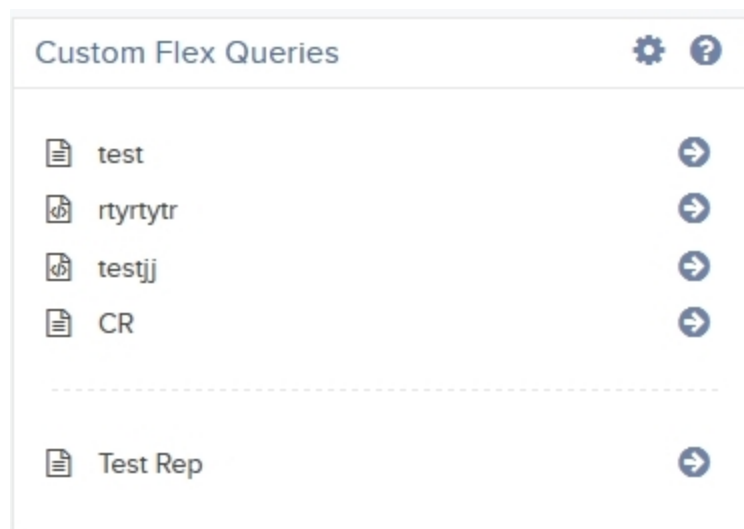 Custom Flex Queries
test
rtyrtytr
testjj
CR
Test Rep